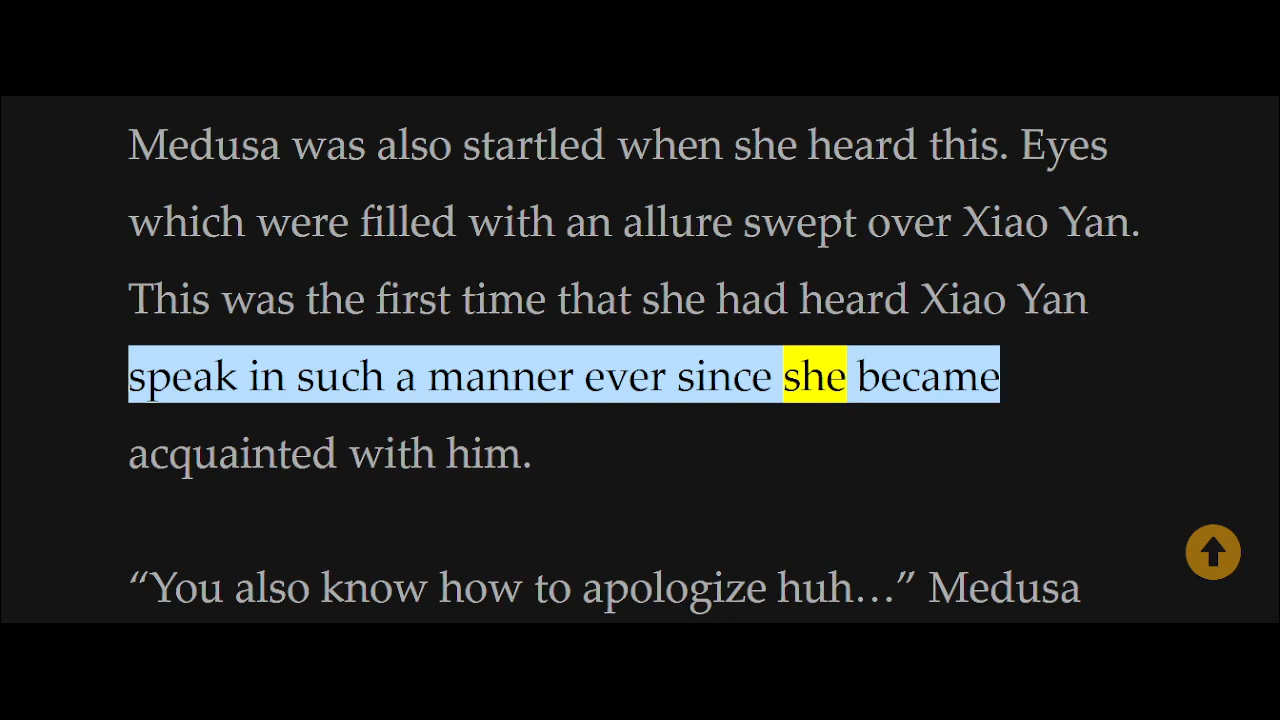 Medusa was also startled when she heard this. Eyes
which were filled with an allure swept over Xiao Yan.
This was the first time that she had heard Xiao Yan
speak in such a manner ever since she became
acquainted with him.
“You also know how to apologize huh…” Medusa